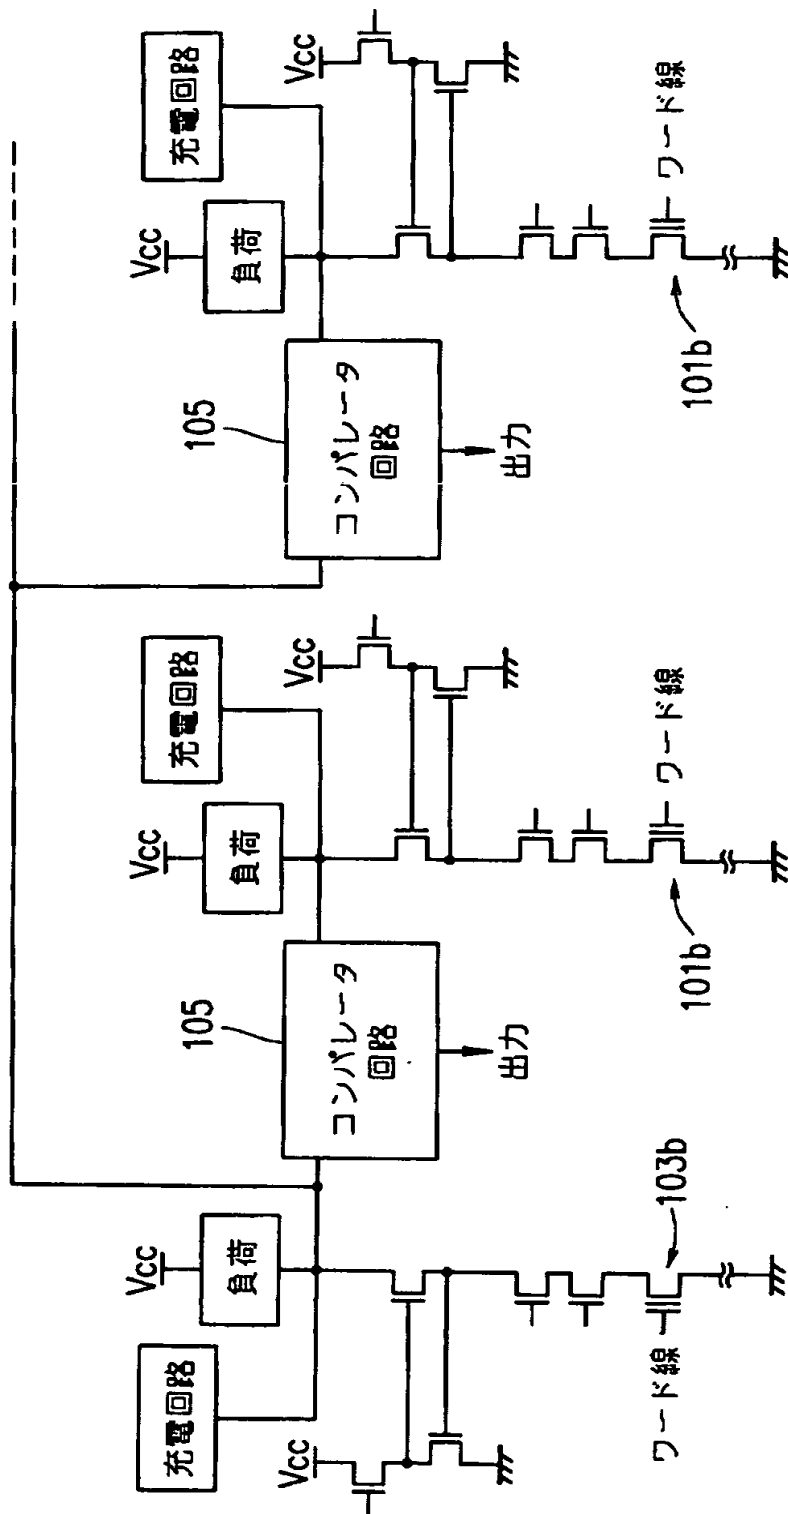 充電回路
Vcc
負荷
Vcc
ワード線
103b
105
コンパレータ
回路
出力
Vcc
負荷
充電回路
Vcc
101b
ワード線
105
コンパレータ
回路
出力
Vcc
負荷
充電回路
Vcc
101b
ワード線